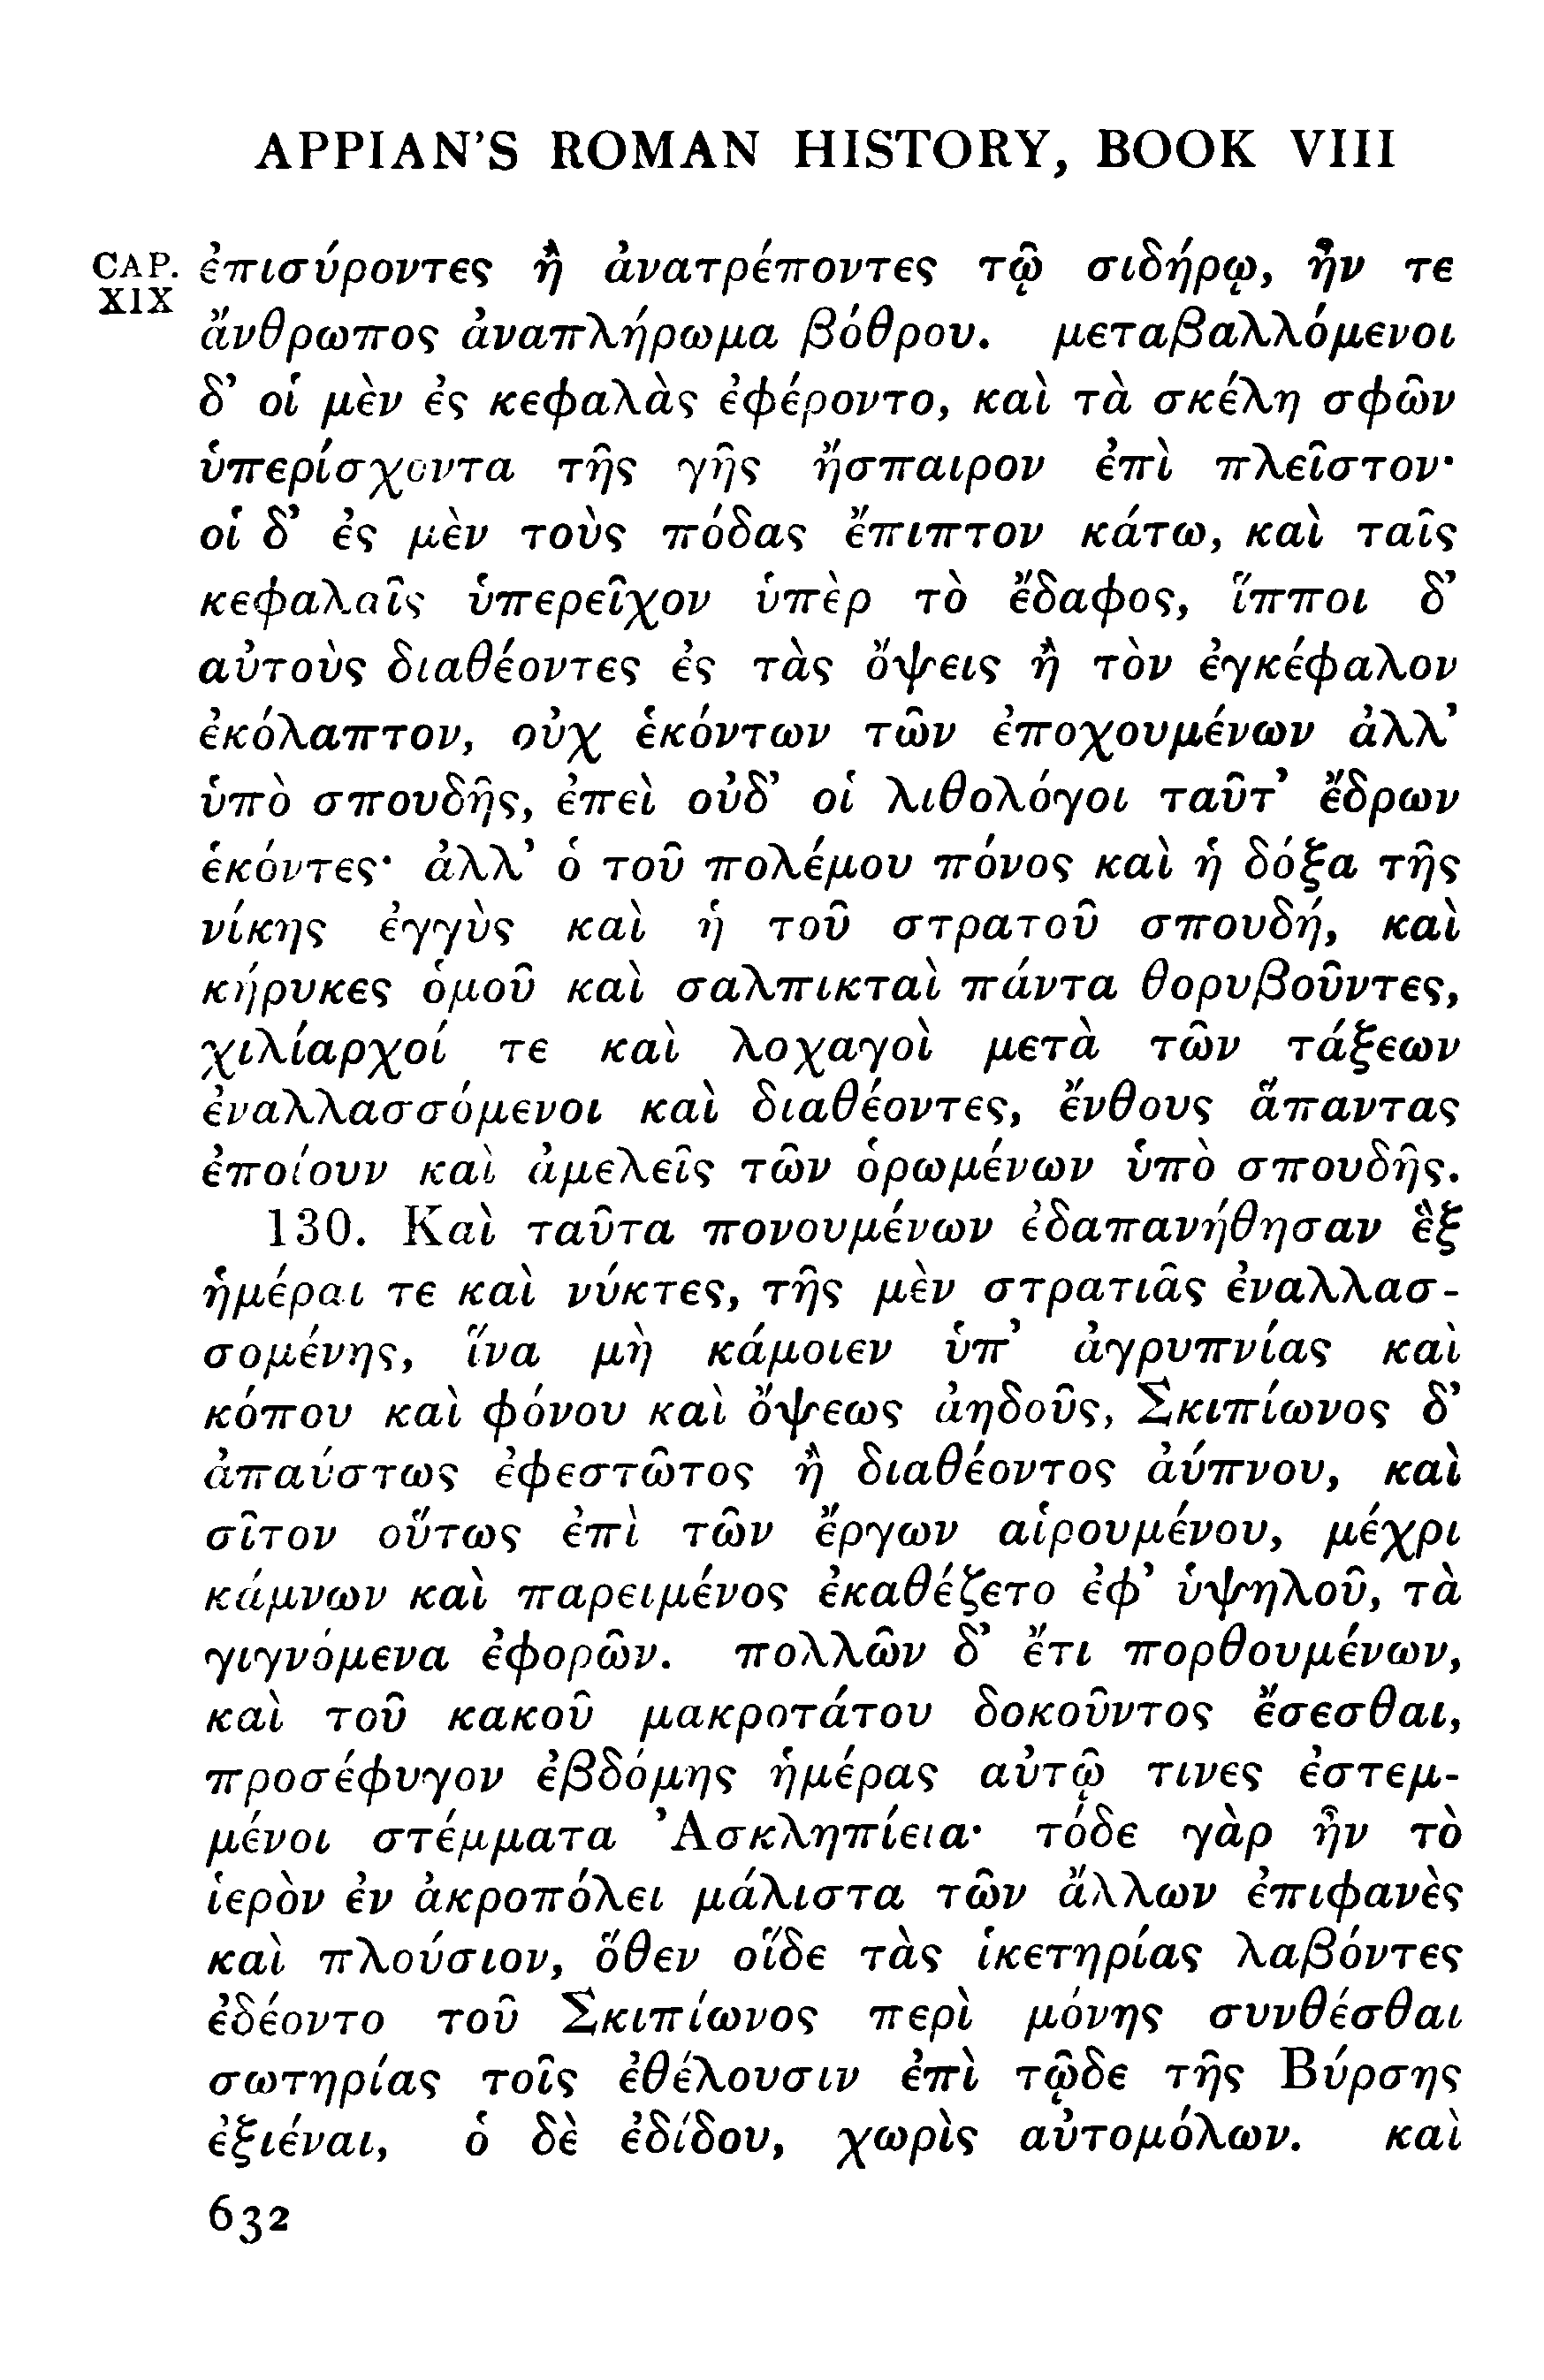 APPIAN'S ROMAN HISTORY, BOOK VIII
CAP. XIX
ἐπισύροντες ἢ ἀνατρέποντες τῷ σιδήρῳ, ἦν τε
ἄνθρωπος ἀναπλήρωμα βόθρου. μεταβαλλόμενοι
δ’ οἱ μὲν ἐς κεφαλὰς ἐφέροντο, καὶ τὰ σκέλη σφῶν
ὑπερίσχοντα τῆς γῆς ἤσπαιρον ἐπὶ πλεῖστον·
οἱ δ’ ἐς μὲν τοὺς πόδας ἔπιπτον κάτω, καὶ ταῖς
κεφαλαῖς ὑπερεῖχον ὑπὲρ τὸ ἔδαφος, ἵπποι δ’
αὐτοὺς διαθέοντες ἐς τὰς ὄψεις ἢ τὸν ἐγκέφαλον
ἐκόλαπτον, οὐχ ἑκόντων τῶν ἐποχουμένων ἀλλ’
ὑπὸ σπουδῆς, ἐπεὶ οὐδ’ οἱ λιθολόγοι ταῦτ’ ἔδρων
ἑκόντες· ἀλλ’ ὁ τοῦ πολέμου πόνος καὶ ἡ δόξα τῆς
νίκης ἐγγὺς καὶ ἡ τοῦ στρατοῦ σπουδή, καὶ
κήρυκες ὁμοῦ καὶ σαλπικταὶ πάντα θορυβοῦντες,
χιλίαρχοί τε καὶ λοχαγοὶ μετὰ τῶν τάξεων
ἐναλλασσόμενοι καὶ διαθέοντες, ἔνθους ἅπαντας
ἐποίουν καὶ ἀμελεῖς τῶν ὁρωμένων ὑπὸ σπουδῆς.
130. Καὶ ταῦτα πονουμένων ἐδαπανήθησαν ἓξ
ἡμέραι τε καὶ νύκτες, τῆς μὲν στρατιᾶς ἐναλλασ-
σομένης, ἵνα μὴ κάμοιεν ὑπ’ ἀγρυπνίας καὶ
κόπου καὶ φόνου καὶ ὄψεως ἀηδοῦς, Σκιπίωνος δ’
ἀπαύστως ἐφεστῶτος ἢ διαθέοντος ἀύπνου, καὶ
σῖτον οὕτως ἐπὶ τῶν ἔργων αἱρουμένου, μέχρι
κάμνων καὶ παρειμένος ἐκαθέζετο ἐφ’ ὑψηλοῦ, τὰ
γιγνόμενα ἐφορῶν. πολλῶν δ’ ἔτι πορθουμένων,
καὶ τοῦ κακοῦ μακροτάτου δοκοῦντος ἔσεσθαι,
προσέφυγον ἑβδόμης ἡμέρας αὐτῷ τινες ἐστεμ-
μένοι στέμματα Ἀσκληπίεια· τόδε γὰρ ἦν τὸ
ἱερὸν ἐν ἀκροπόλει μάλιστα τῶν ἄλλων ἐπιφανὲς
καὶ πλούσιον, ὅθεν οἵδε τὰς ἱκετηρίας λαβόντες
ἐδέοντο τοῦ Σκιπίωνος περὶ μόνης συνθέσθαι
σωτηρίας τοῖς ἐθέλουσιν ἐπὶ τῷδε τῆς Βύρσης
ἐξιέναι, ὁ δὲ ἐδίδου, χωρὶς αὐτομόλων. καὶ
632